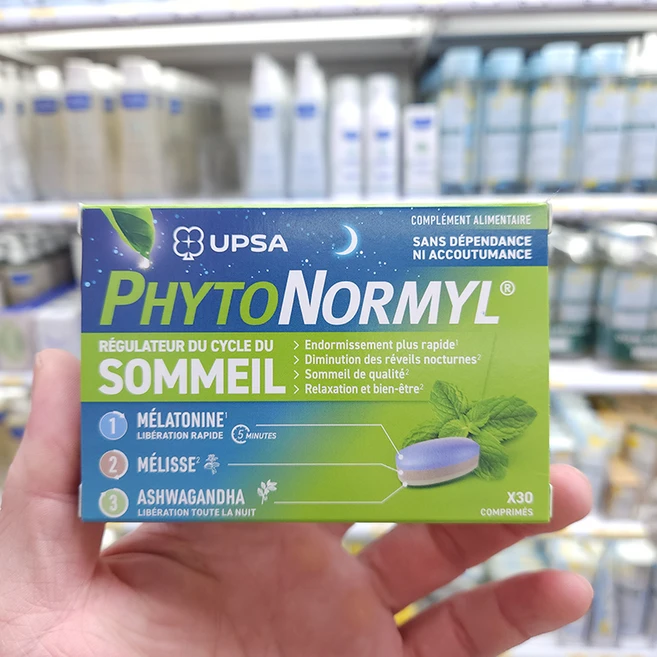 UPSA
COMPLÉMENT ALIMENTAIRE
SANS DÉPENDANCE
NI ACCOUTUMANCE
PHYTONORMYL®
RÉGULATEUR DU CYCLE DU
SOMMEIL
> Endormissement plus rapide¹
> Diminution des réveils nocturnes²
> Sommeil de qualité²
> Relaxation et bien-être²
1 MÉLATONINE¹
LIBÉRATION RAPIDE 5 MINUTES
2 MÉLISSE²
3 ASHWAGANDHA
LIBÉRATION TOUTE LA NUIT
X30
COMPRIMÉS